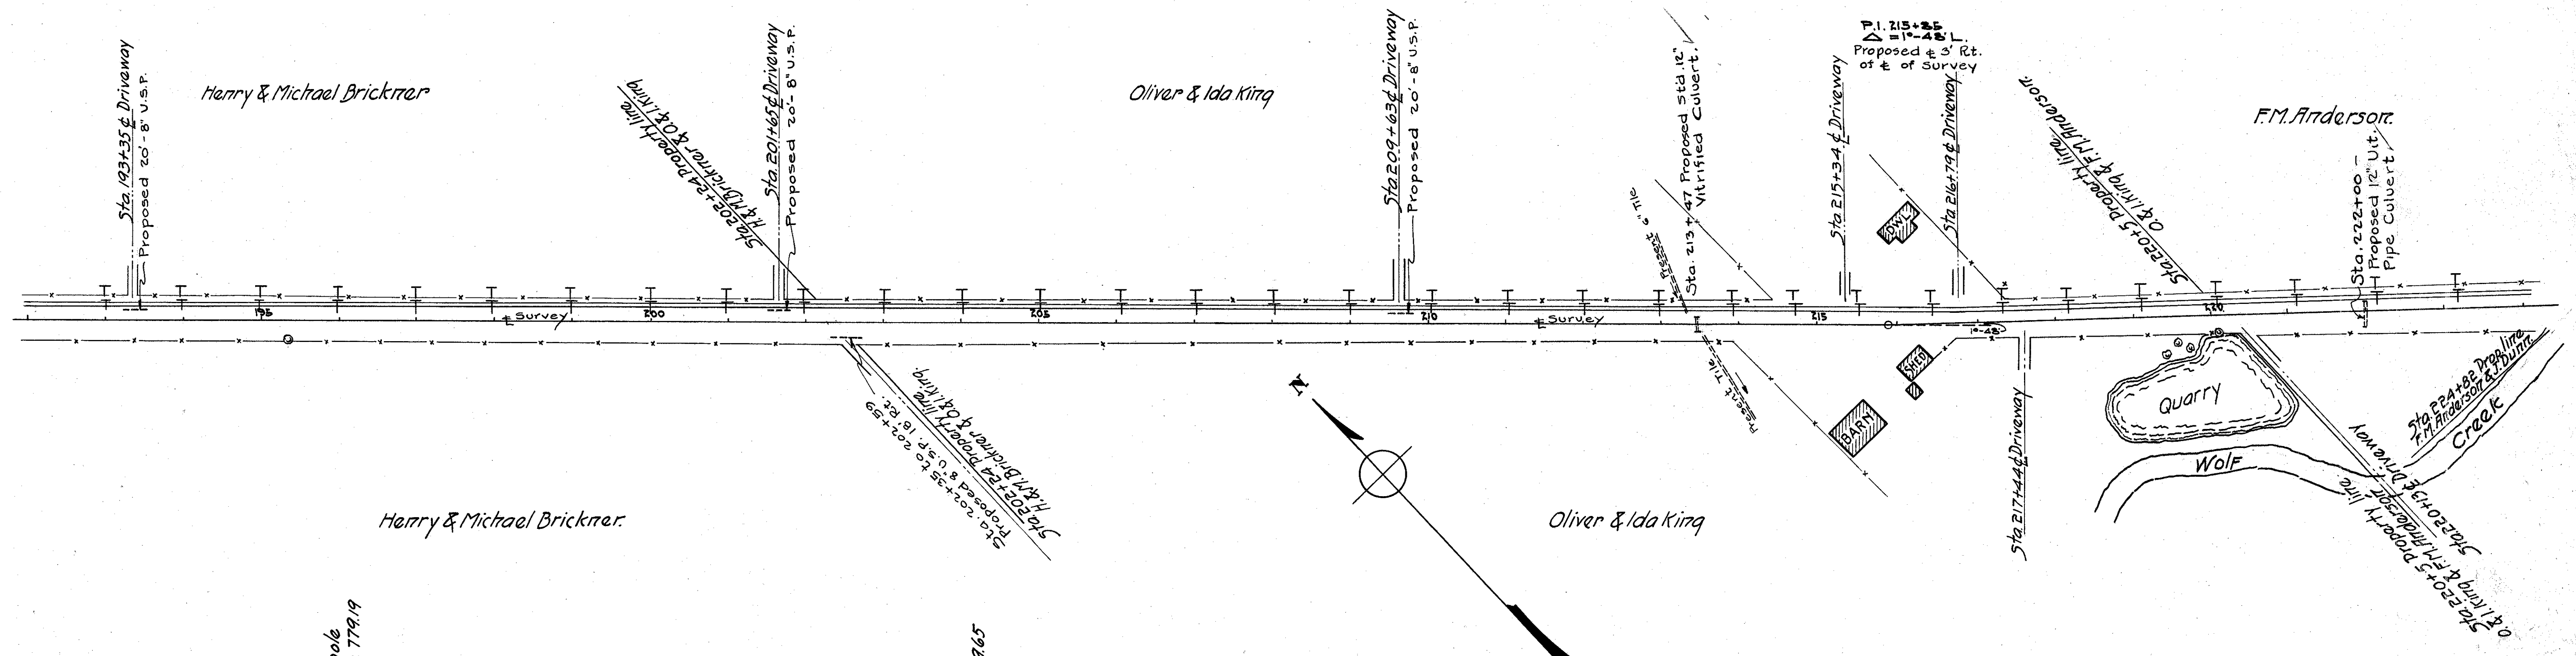 Sta. 193+35 ¢ Driveway
Proposed 20'-8" U.S.P.
Henry & Michael Brickner
Sta. 202+24 Property line
H.&M. Brickner & O.&I. King
Sta. 201+65 ¢ Driveway
Proposed 20'-8" U.S.P.
Oliver & Ida King
Sta 209+63 ¢ Driveway
Proposed 20'-8" U.S.P.
Present 6" Tile
Sta. 213+47 Proposed Std. 12"
Vitrified Culvert.
Sta 215+34 ¢ Driveway
P.I. 215+85
△ = 1°-48' L.
Proposed ¢ 3' Rt.
of ¢ of Survey
DWL
Sta 216+79 ¢ Driveway
Sta 220+5 Property line
O.&I. King & F.M. Anderson.
F.M. Anderson.
Sta. 222+00 –
Proposed 12" Vit.
Pipe Culvert.
195
¢ Survey
200
205
210
¢ Survey
215
1°-48'
220
Sta. 202+35 to 202+59
Proposed 8" U.S.P. 18' Rt.
Sta 202+24 Property line
H.&M. Brickner & O.&I. King.
Henry & Michael Brickner.
N
Present Tile
Oliver & Ida King
SHED
BARN
Sta 217+44 ¢ Driveway
Quarry
Wolf
Creek
Sta. 224+82 Prop. line
F.M. Anderson & J. Dunn.
Sta 220+13 ¢ Driveway
Sta 220+5 Property line
O.&I. King & F.M. Anderson
pole
779.19
.65